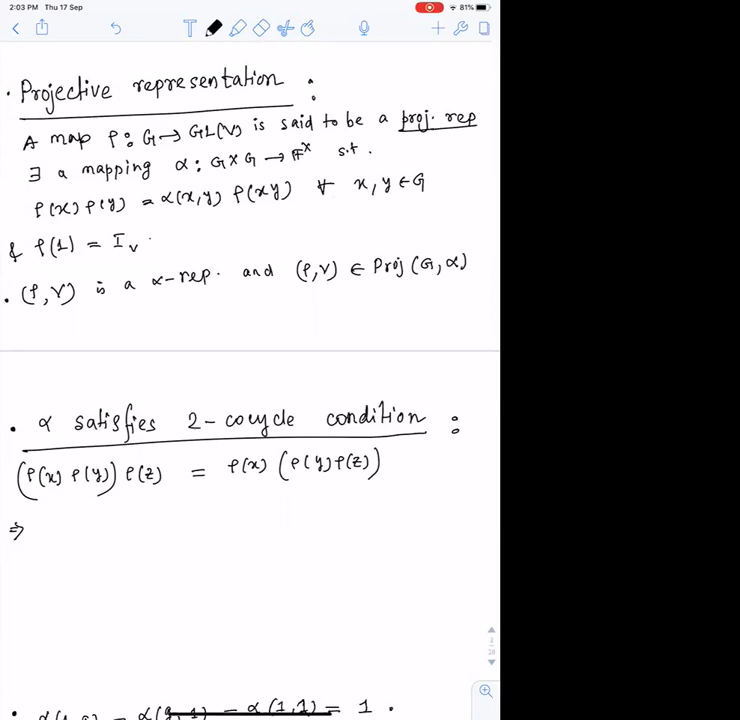 2:03 PM Thu 17 Sep 81%
• Projective representation :
A map ρ: G → GL(V) is said to be a proj. rep
∃ a mapping α: G×G → F^x s.t.
ρ(x)ρ(y) = α(x,y) ρ(xy) ∀ x,y ∈ G
& ρ(1) = I_V.
• (ρ,V) is a α-rep. and (ρ,V) ∈ Proj(G,α)
• α satisfies 2-cocycle condition :
(ρ(x) ρ(y)) ρ(z) = ρ(x) (ρ(y)ρ(z))
⇒
α(1,1) = 1 .